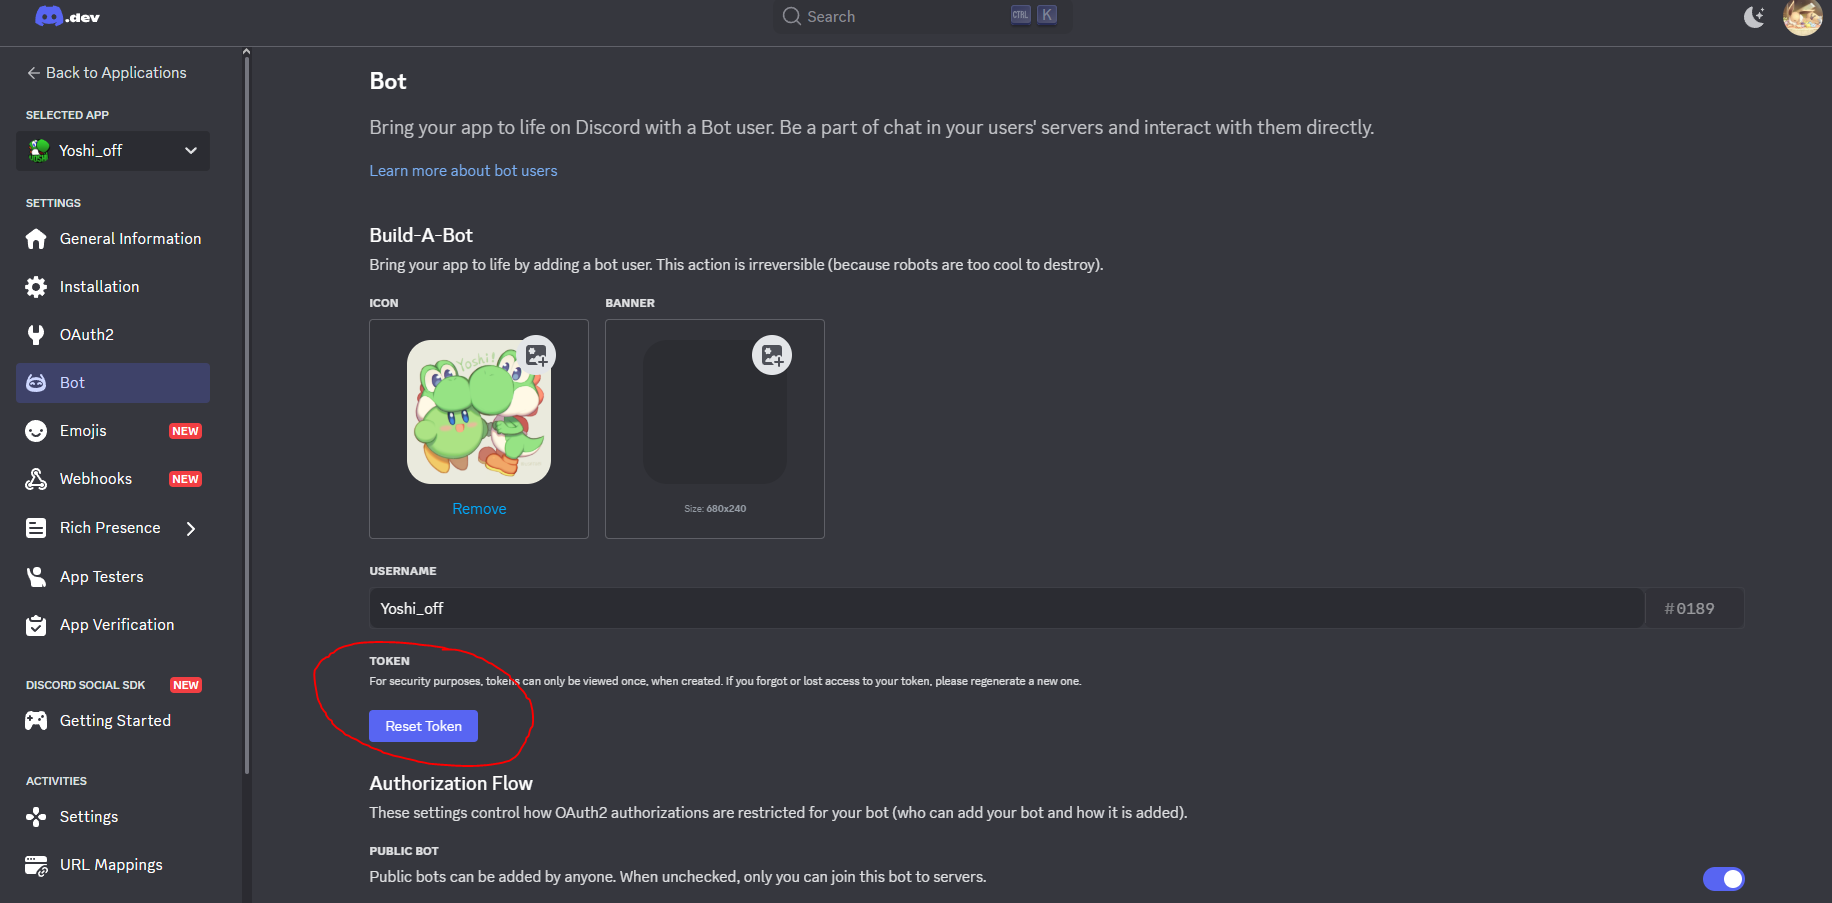 .dev
Search
CTRL K
Back to Applications
SELECTED APP
Yoshi_off
SETTINGS
General Information
Installation
OAuth2
Bot
Emojis NEW
Webhooks NEW
Rich Presence
App Testers
App Verification
DISCORD SOCIAL SDK NEW
Getting Started
ACTIVITIES
Settings
URL Mappings
Bot
Bring your app to life on Discord with a Bot user. Be a part of chat in your users' servers and interact with them directly.
Learn more about bot users
Build-A-Bot
Bring your app to life by adding a bot user. This action is irreversible (because robots are too cool to destroy).
ICON
BANNER
Yoshi!
Remove
Size: 680x240
USERNAME
Yoshi_off
#0189
TOKEN
For security purposes, tokens can only be viewed once, when created. If you forgot or lost access to your token, please regenerate a new one.
Reset Token
Authorization Flow
These settings control how OAuth2 authorizations are restricted for your bot (who can add your bot and how it is added).
PUBLIC BOT
Public bots can be added by anyone. When unchecked, only you can join this bot to servers.